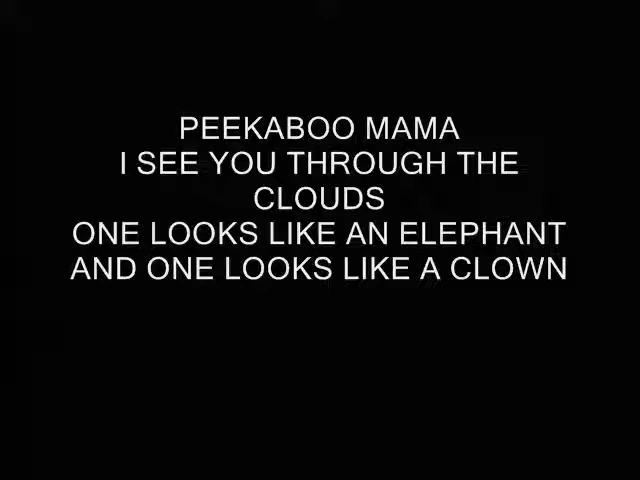 PEEKABOO MAMA
I SEE YOU THROUGH THE
CLOUDS
ONE LOOKS LIKE AN ELEPHANT
AND ONE LOOKS LIKE A CLOWN